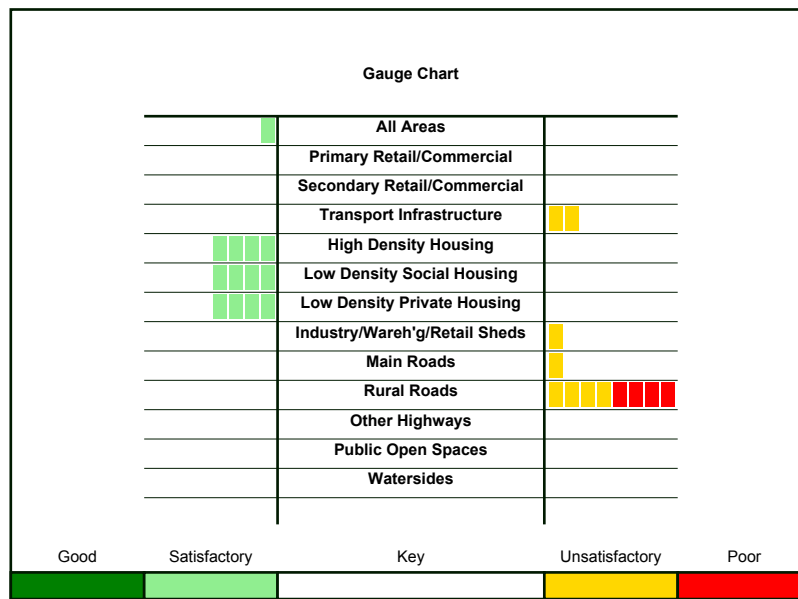 Gauge Chart
All Areas
Primary Retail/Commercial
Secondary Retail/Commercial
Transport Infrastructure
High Density Housing
Low Density Social Housing
Low Density Private Housing
Industry/Wareh'g/Retail Sheds
Main Roads
Rural Roads
Other Highways
Public Open Spaces
Watersides
Good Satisfactory Key Unsatisfactory Poor